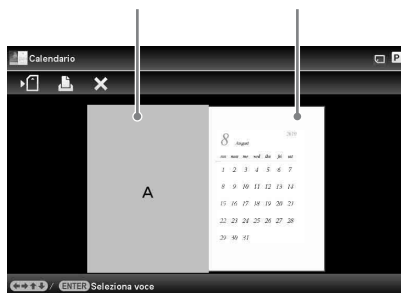 Calendario
P
A
8 August 2010
sun mon tue wed thu fri sat
1 2 3 4 5 6 7
8 9 10 11 12 13 14
15 16 17 18 19 20 21
22 23 24 25 26 27 28
29 30 31
/ ENTER Seleziona voce